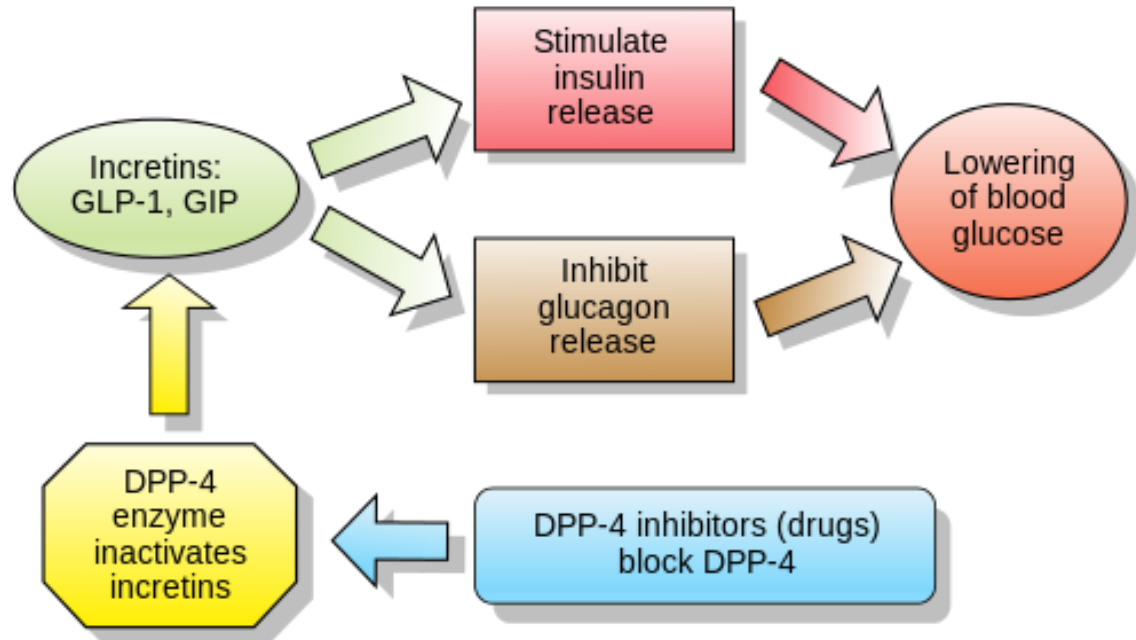 Stimulate
insulin
release
Incretins:
GLP-1, GIP
Lowering
of blood
glucose
Inhibit
glucagon
release
DPP-4
enzyme
inactivates
incretins
DPP-4 inhibitors (drugs)
block DPP-4